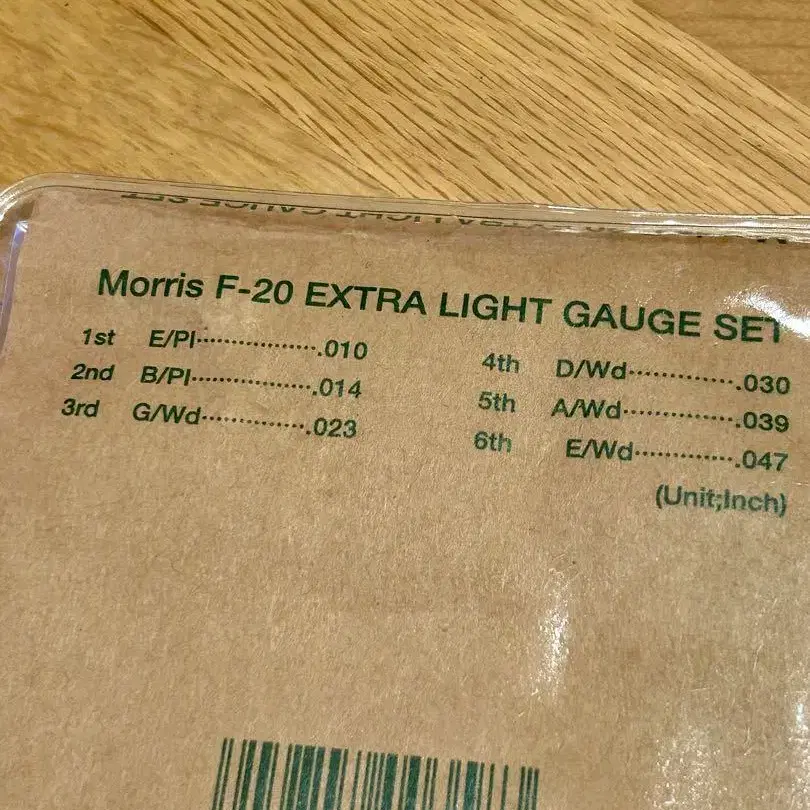 Morris F-20 EXTRA LIGHT GAUGE SET
1st E/Pl·················.010
2nd B/Pl·················.014
3rd G/Wd···············.023
4th D/Wd···············.030
5th A/Wd···············.039
6th E/Wd··············.047
(Unit;Inch)